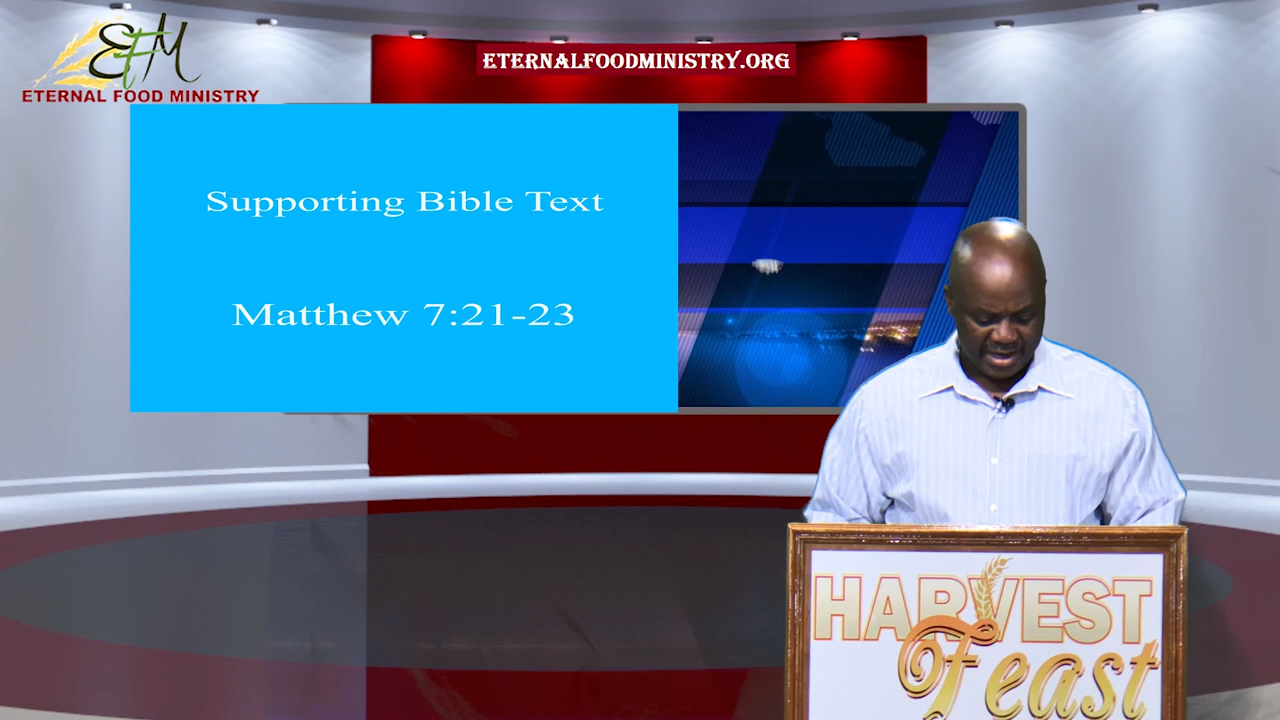 EFM
ETERNAL FOOD MINISTRY
ETERNALFOODMINISTRY.ORG
Supporting Bible Text
Matthew 7:21-23
HARVEST
Feast